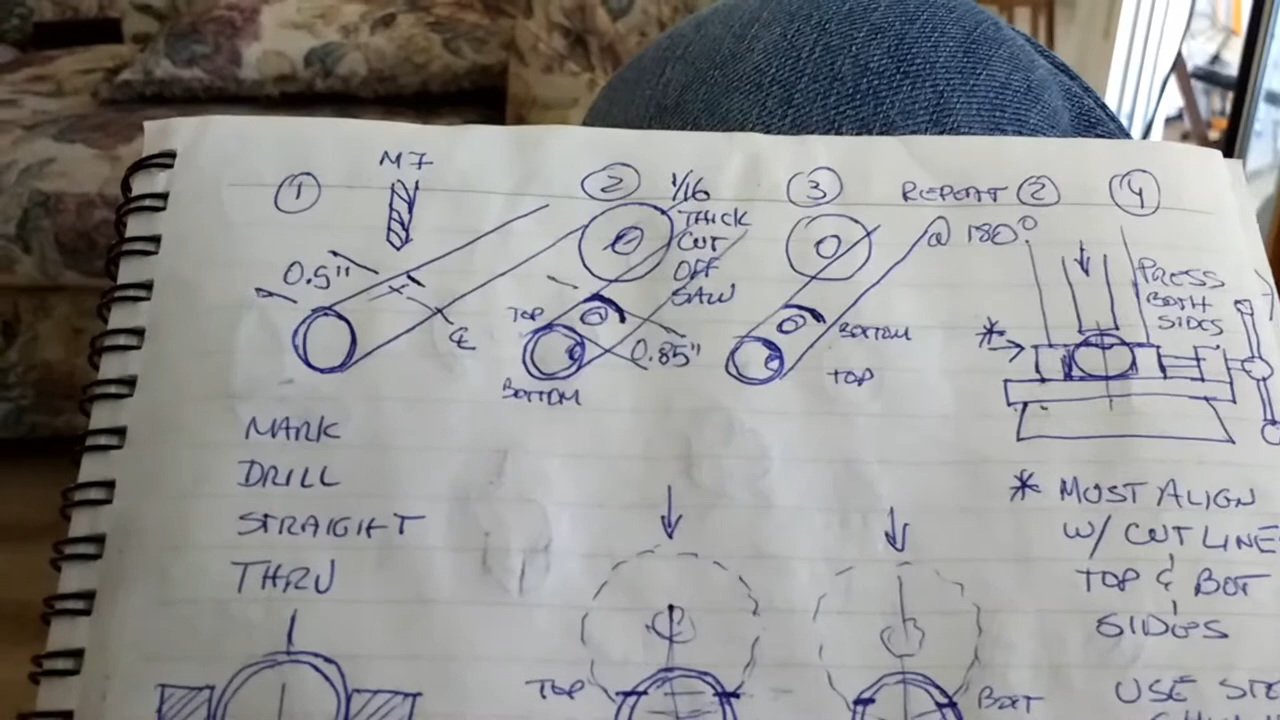 M7
①
②
1/16
THICK
CUT
OFF
SAW
③
REPEAT ②
@ 180°
④
PRESS
BOTH
SIDES
0.5"
℄
TOP
BOTTOM
0.85"
BOTTOM
TOP
*
MARK
DRILL
STRAIGHT
THRU
* MUST ALIGN
W/ CUT LINE
TOP & BOT
SIDES
TOP
BOT
USE